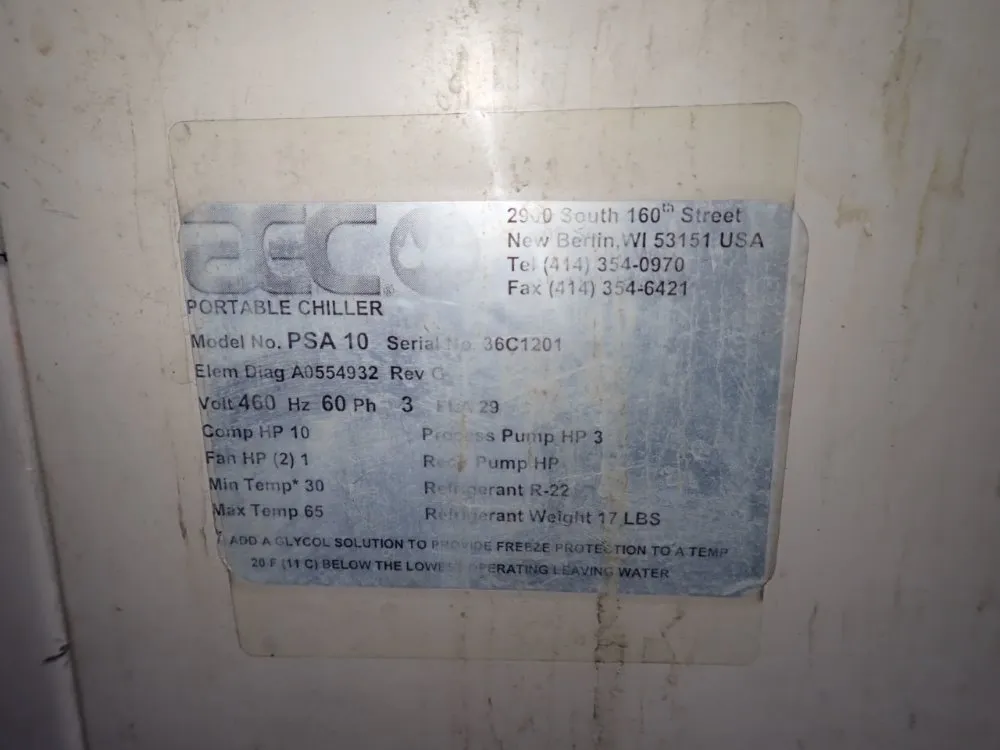 aec®
2900 South 160th Street
New Berlin, WI 53151 USA
Tel (414) 354-0970
Fax (414) 354-6421
PORTABLE CHILLER
Model No. PSA 10 Serial No. 36C1201
Elem Diag A0554932 Rev
Volt 460 Hz 60 Ph 3 FLA 29
Comp HP 10 Process Pump HP 3
Fan HP (2) 1 Pump HP
Min Temp* 30 Refrigerant R-22
Max Temp 65 Refrigerant Weight 17 LBS
ADD A GLYCOL SOLUTION TO PROVIDE FREEZE PROTECTION TO A TEMP
20 F (11 C) BELOW THE LOWEST OPERATING LEAVING WATER